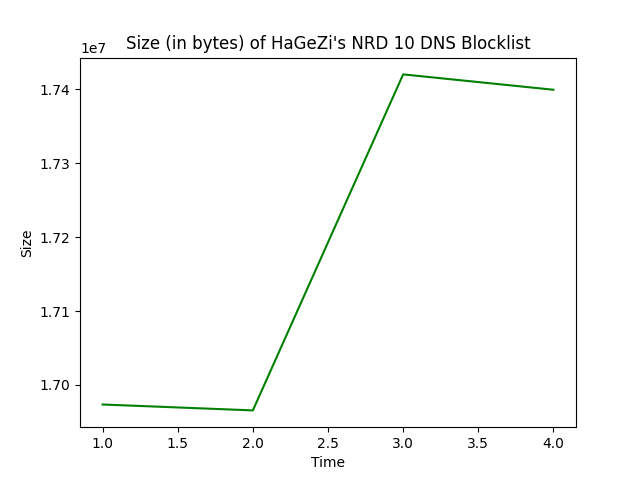 Size (in bytes) of HaGeZi's NRD 10 DNS Blocklist
1e7
1.74
1.73
1.72
1.71
1.70
Size
1.0 1.5 2.0 2.5 3.0 3.5 4.0
Time